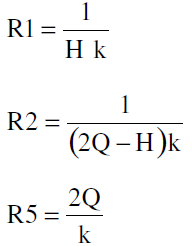 R1 = 1 / H k
R2 = 1 / (2Q – H)k
R5 = 2Q / k